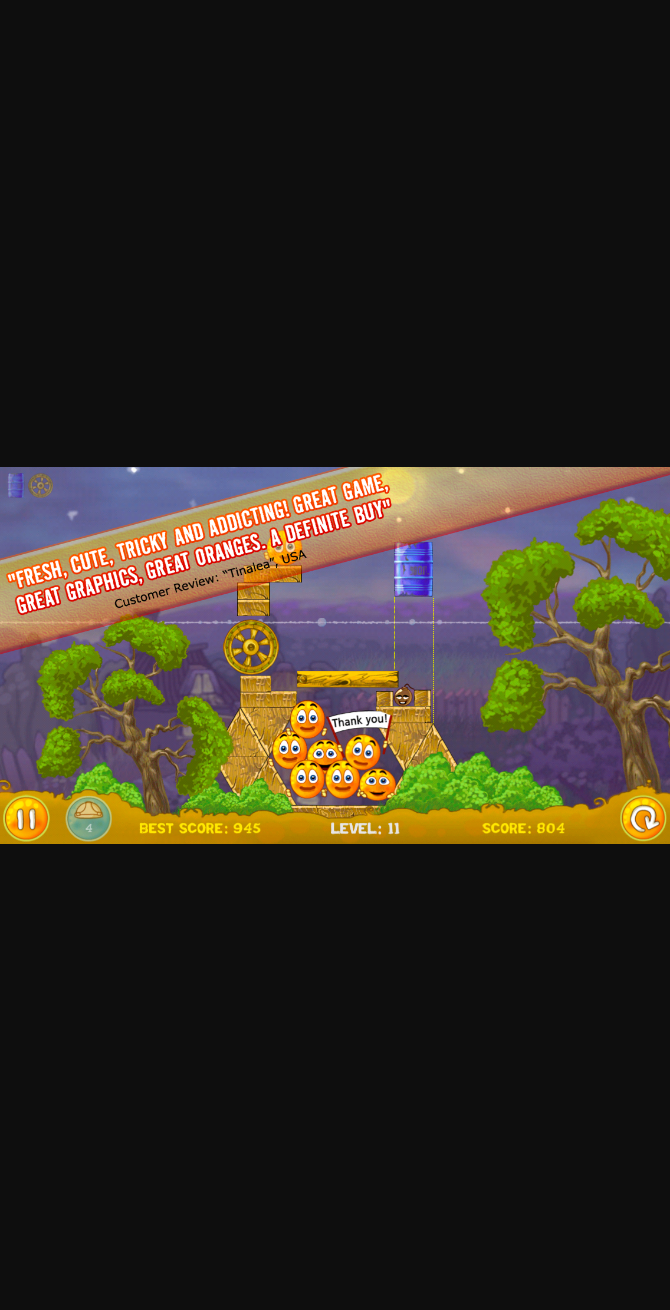 "FRESH, CUTE, TRICKY AND ADDICTING! GREAT GAME,
GREAT GRAPHICS, GREAT ORANGES. A DEFINITE BUY"
Customer Review: "Tinalea", USA
Thank you!
4
BEST SCORE: 945
LEVEL: 11
SCORE: 804